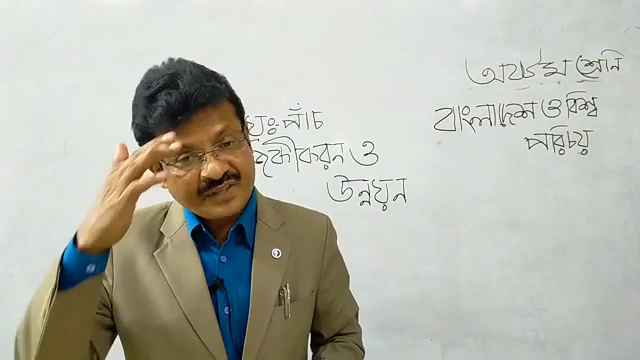 অষ্টম শ্রেনি
বাংলাদেশ ও বিশ্ব
পরিচয়
পাঁচ
ও
উন্নয়ন